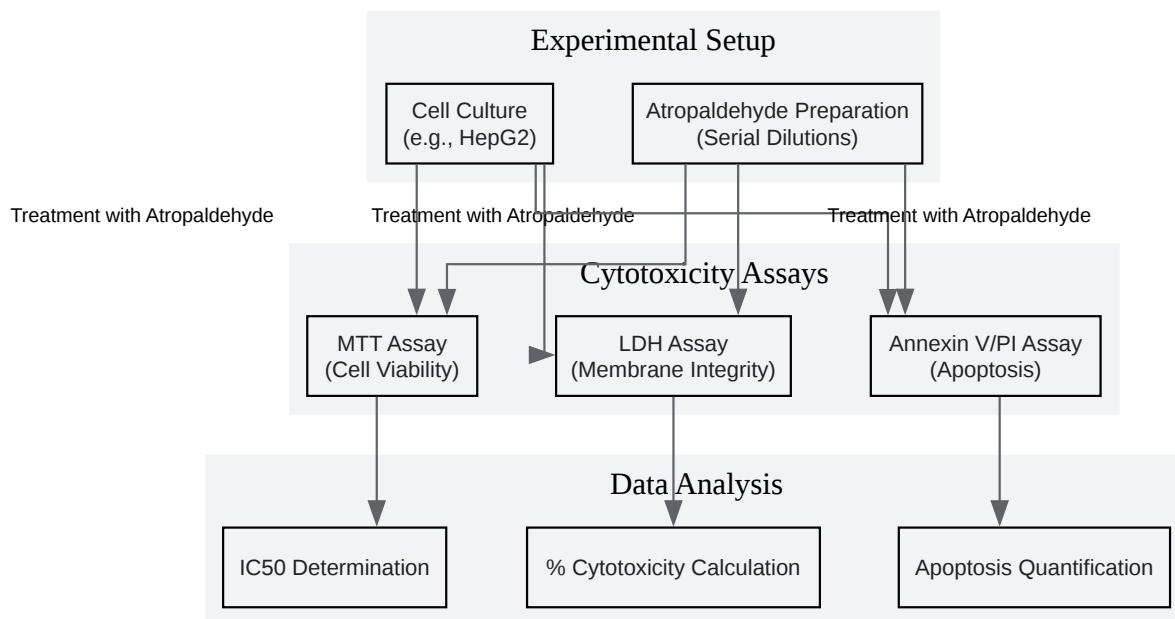 Experimental Setup
Cell Culture
(e.g., HepG2)
Atropaldehyde Preparation
(Serial Dilutions)
Treatment with Atropaldehyde
Treatment with Atropaldehyde
Treatment with Atropaldehyde
Cytotoxicity Assays
MTT Assay
(Cell Viability)
LDH Assay
(Membrane Integrity)
Annexin V/PI Assay
(Apoptosis)
Data Analysis
IC50 Determination
% Cytotoxicity Calculation
Apoptosis Quantification